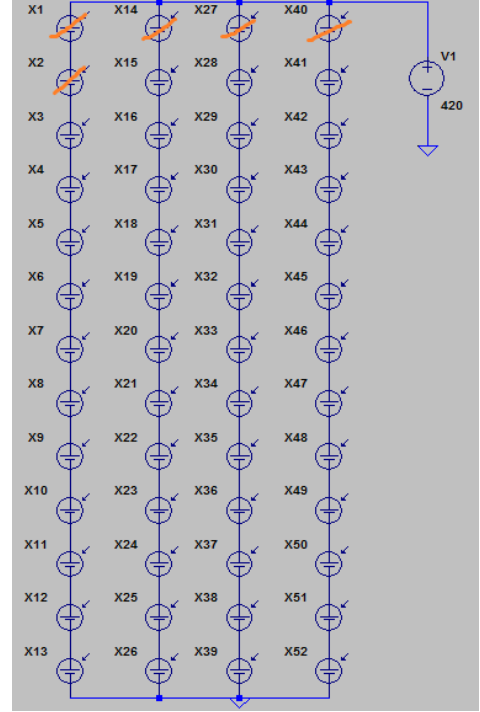 X1 X14 X27 X40
V1
X2 X15 X28 X41
420
X3 X16 X29 X42
X4 X17 X30 X43
X5 X18 X31 X44
X6 X19 X32 X45
X7 X20 X33 X46
X8 X21 X34 X47
X9 X22 X35 X48
X10 X23 X36 X49
X11 X24 X37 X50
X12 X25 X38 X51
X13 X26 X39 X52